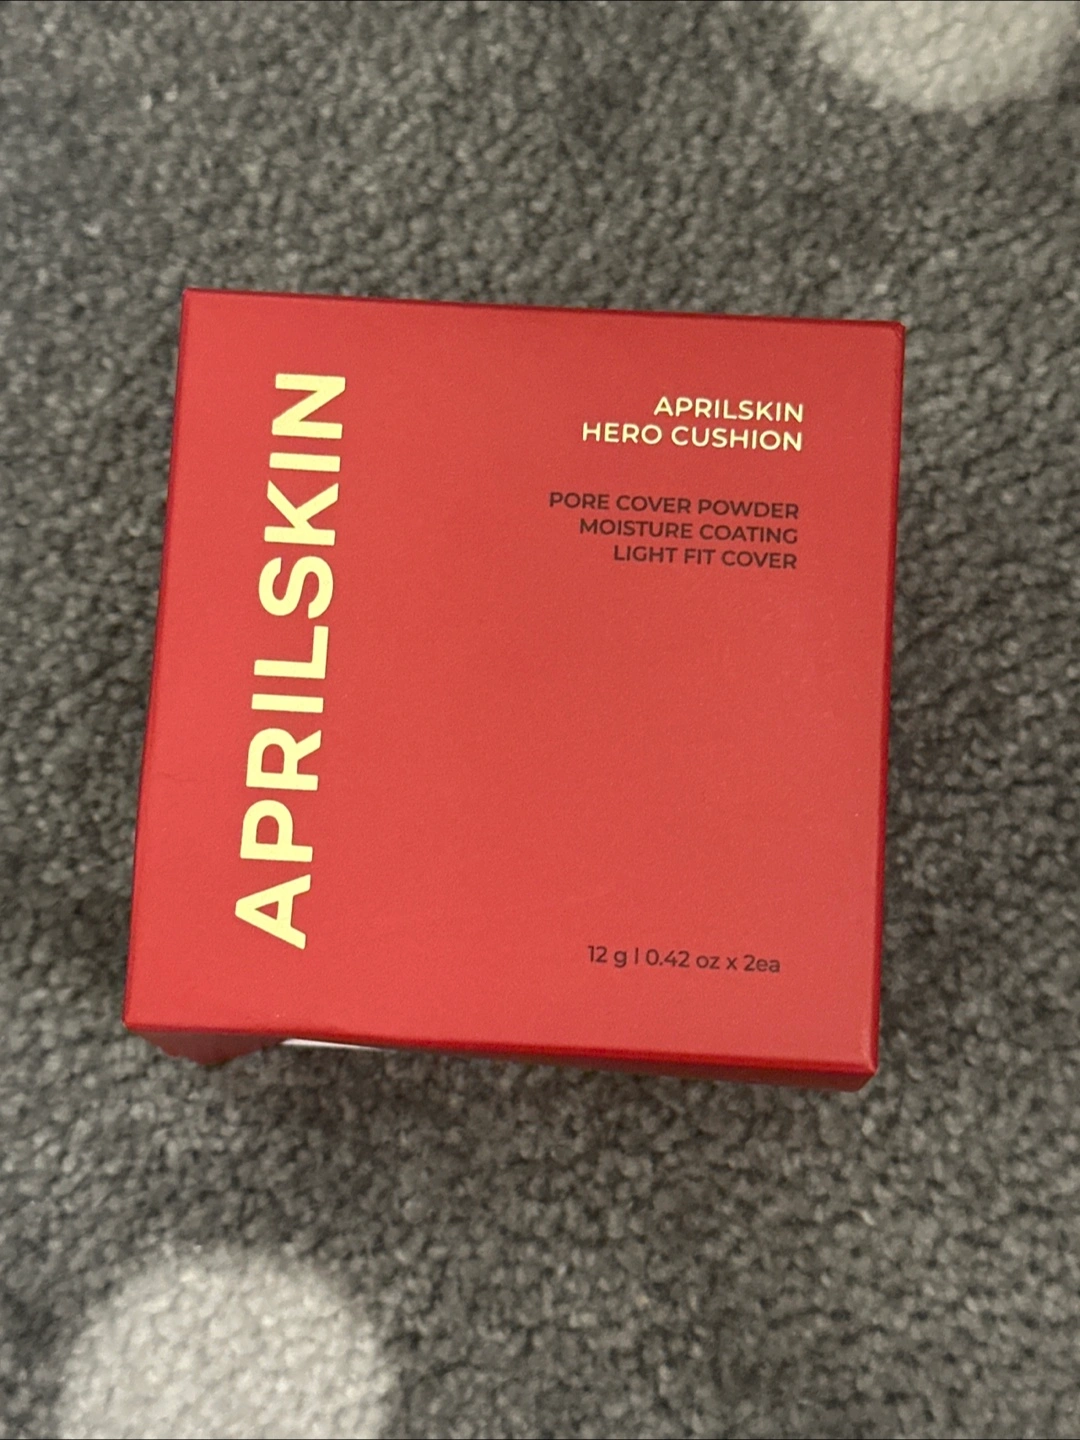 APRILSKIN
APRILSKIN
HERO CUSHION
PORE COVER POWDER
MOISTURE COATING
LIGHT FIT COVER
12 g | 0.42 oz x 2ea